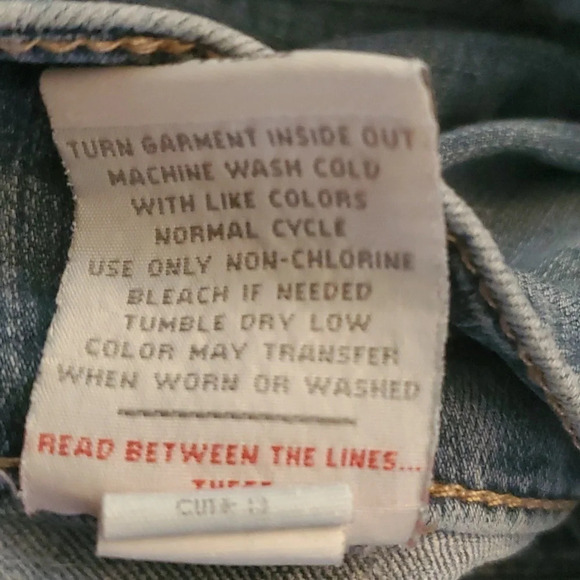 TURN GARMENT INSIDE OUT
MACHINE WASH COLD
WITH LIKE COLORS
NORMAL CYCLE
USE ONLY NON-CHLORINE
BLEACH IF NEEDED
TUMBLE DRY LOW
COLOR MAY TRANSFER
WHEN WORN OR WASHED
READ BETWEEN THE LINES...
CUT#